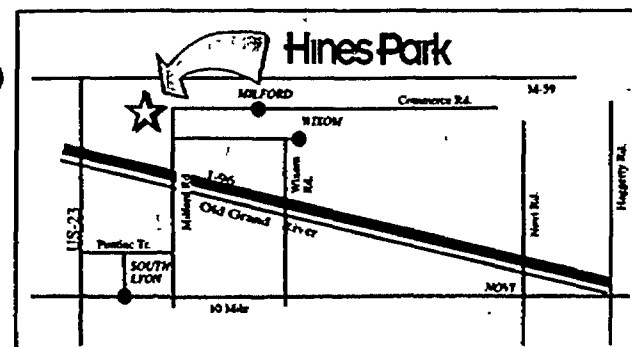 Hines Park
M-59
MILFORD
Commerce Rd.
WIXOM
Haggerty Rd.
Novi Rd.
Wixom Rd.
I-96
Milford Rd.
Old Grand River
US-23
Pontiac Tr.
SOUTH LYON
NOVI
10 Mile